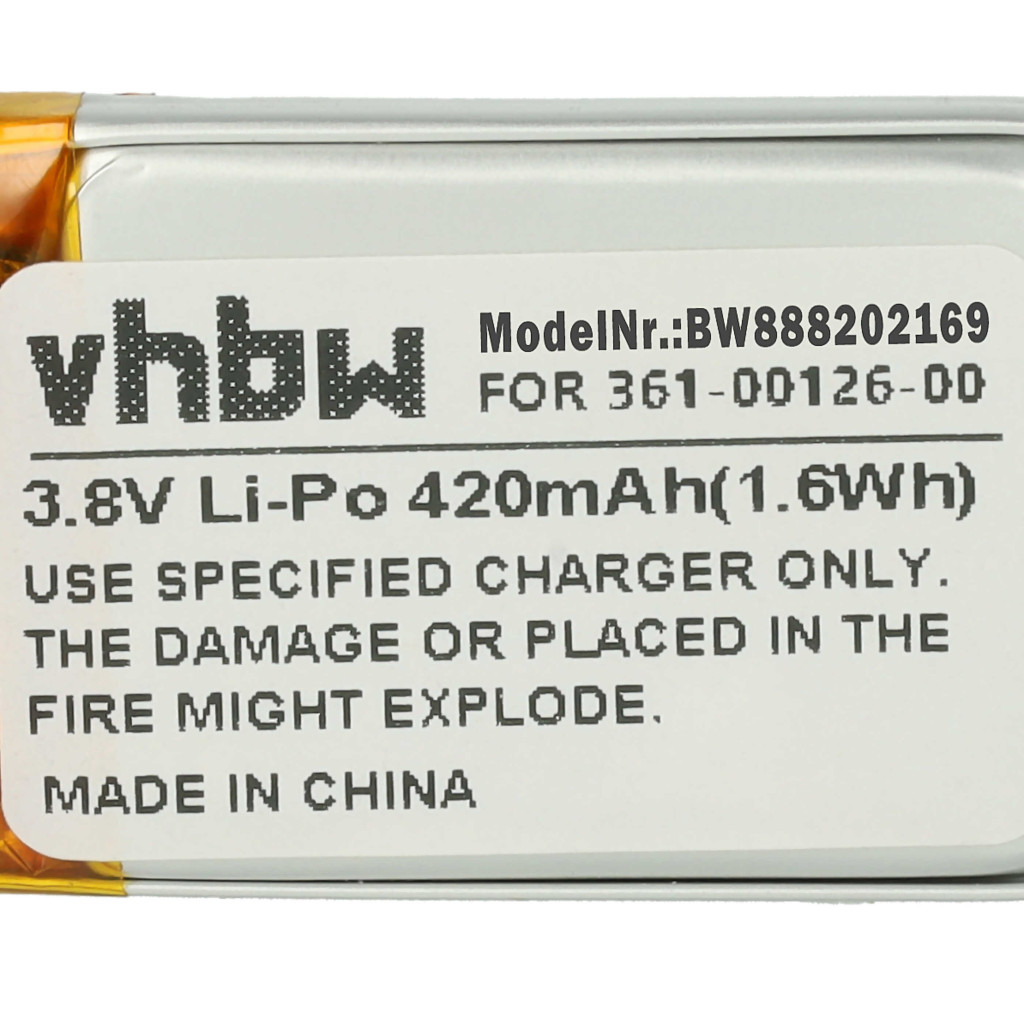 vhbw
ModelNr.:BW888202169
FOR 361-00126-00
3.8V Li-Po 420mAh(1.6Wh)
USE SPECIFIED CHARGER ONLY.
THE DAMAGE OR PLACED IN THE
FIRE MIGHT EXPLODE.
MADE IN CHINA